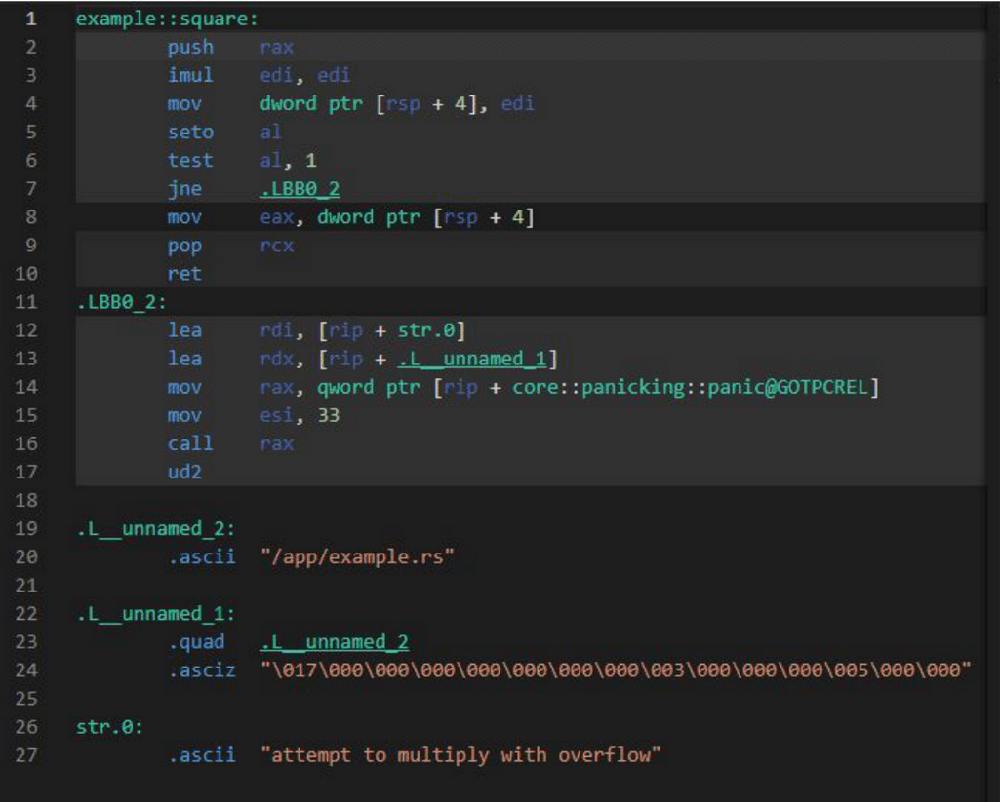 1 example::square:
2 push rax
3 imul edi, edi
4 mov dword ptr [rsp + 4], edi
5 seto al
6 test al, 1
7 jne .LBB0_2
8 mov eax, dword ptr [rsp + 4]
9 pop rcx
10 ret
11 .LBB0_2:
12 lea rdi, [rip + str.0]
13 lea rdx, [rip + .L__unnamed_1]
14 mov rax, qword ptr [rip + core::panicking::panic@GOTPCREL]
15 mov esi, 33
16 call rax
17 ud2
18
19 .L__unnamed_2:
20 .ascii "/app/example.rs"
21
22 .L__unnamed_1:
23 .quad .L__unnamed_2
24 .asciz "\017\000\000\000\000\000\000\000\003\000\000\000\005\000\000"
25
26 str.0:
27 .ascii "attempt to multiply with overflow"